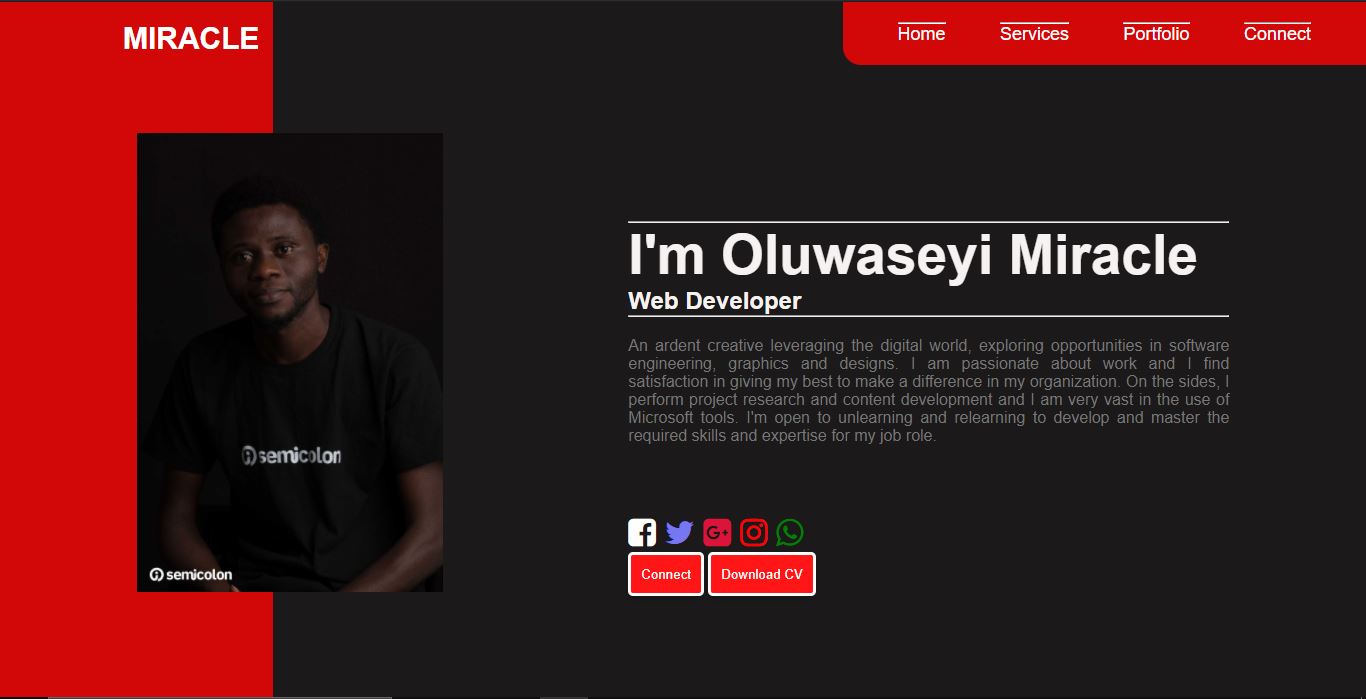 MIRACLE
Home Services Portfolio Connect
I'm Oluwaseyi Miracle
Web Developer
An ardent creative leveraging the digital world, exploring opportunities in software
engineering, graphics and designs. I am passionate about work and I find
satisfaction in giving my best to make a difference in my organization. On the sides, I
perform project research and content development and I am very vast in the use of
Microsoft tools. I'm open to unlearning and relearning to develop and master the
required skills and expertise for my job role.
semicolon
semicolon
G+
Connect Download CV